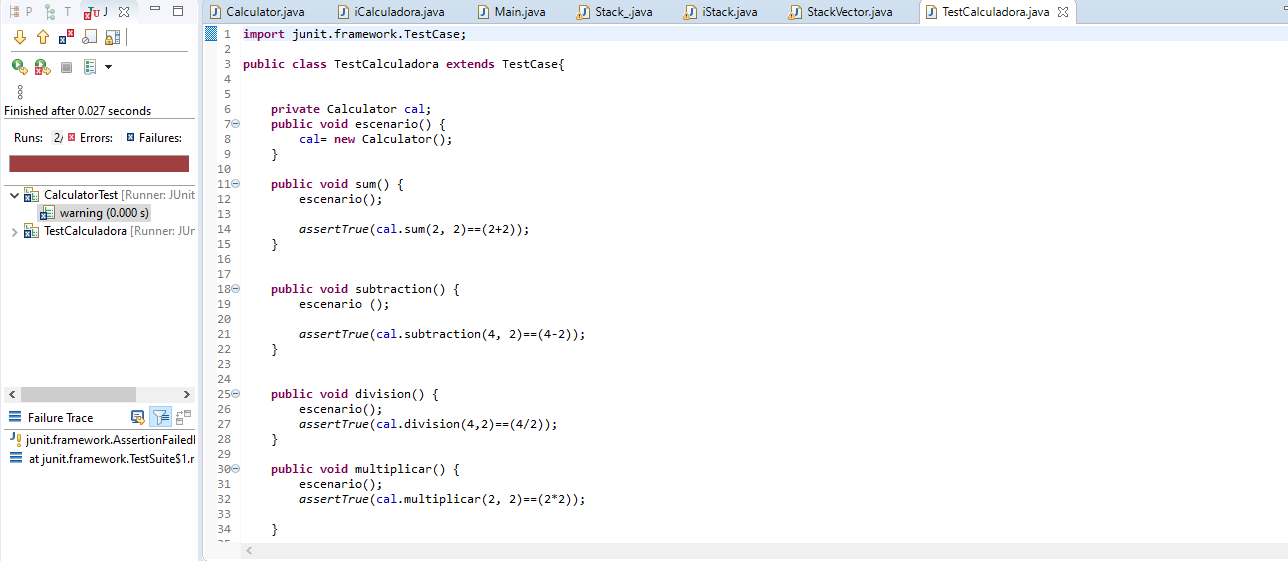 P T J Calculator.java iCalculadora.java Main.java Stack_.java iStack.java StackVector.java TestCalculadora.java
Finished after 0.027 seconds
Runs: 2/ Errors: Failures:
CalculatorTest [Runner: JUnit
warning (0.000 s)
TestCalculadora [Runner: JUr
Failure Trace
junit.framework.AssertionFailedI
at junit.framework.TestSuite$1.r
1 import junit.framework.TestCase;
2
3 public class TestCalculadora extends TestCase{
4
5
6 private Calculator cal;
7 public void escenario() {
8 cal= new Calculator();
9 }
10
11 public void sum() {
12 escenario();
13
14 assertTrue(cal.sum(2, 2)==(2+2));
15 }
16
17
18 public void subtraction() {
19 escenario ();
20
21 assertTrue(cal.subtraction(4, 2)==(4-2));
22 }
23
24
25 public void division() {
26 escenario();
27 assertTrue(cal.division(4,2)==(4/2));
28 }
29
30 public void multiplicar() {
31 escenario();
32 assertTrue(cal.multiplicar(2, 2)==(2*2));
33
34 }